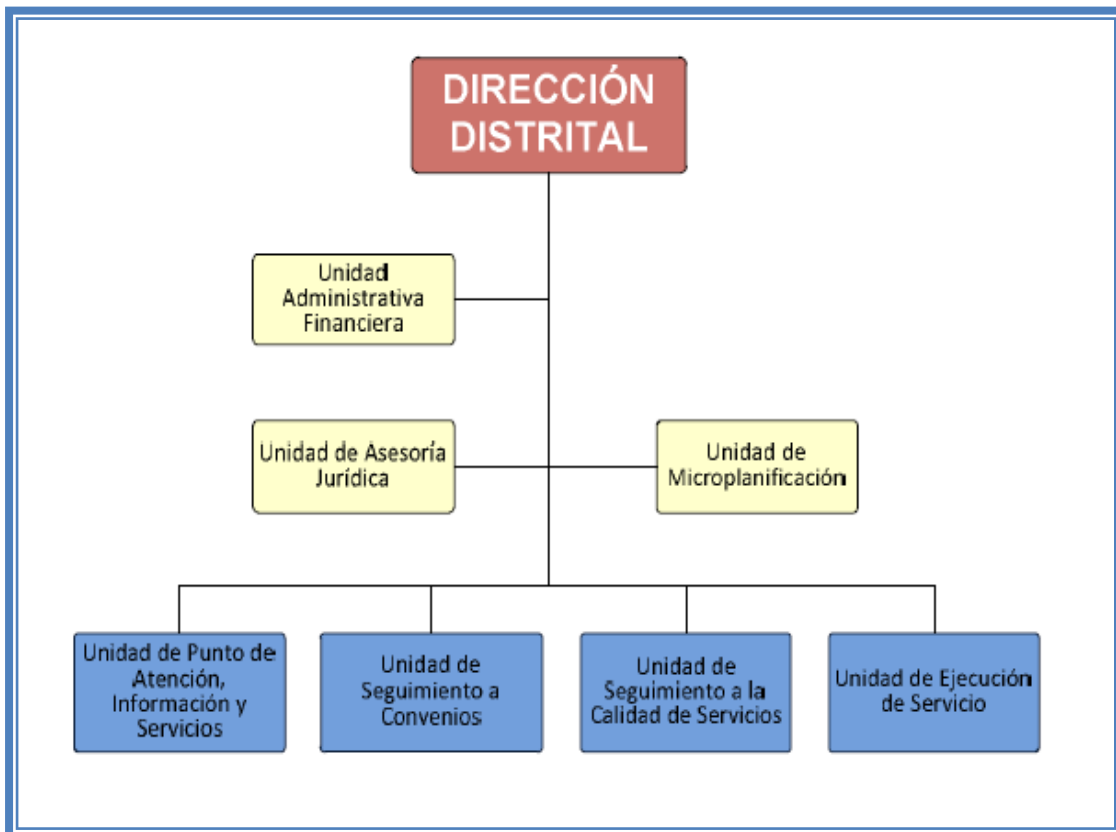 DIRECCIÓN
DISTRITAL
Unidad
Administrativa
Financiera
Unidad de Asesoría
Jurídica
Unidad de
Microplanificación
Unidad de Punto de
Atención,
Información y
Servicios
Unidad de
Seguimiento a
Convenios
Unidad de
Seguimiento a la
Calidad de Servicios
Unidad de Ejecución
de Servicio